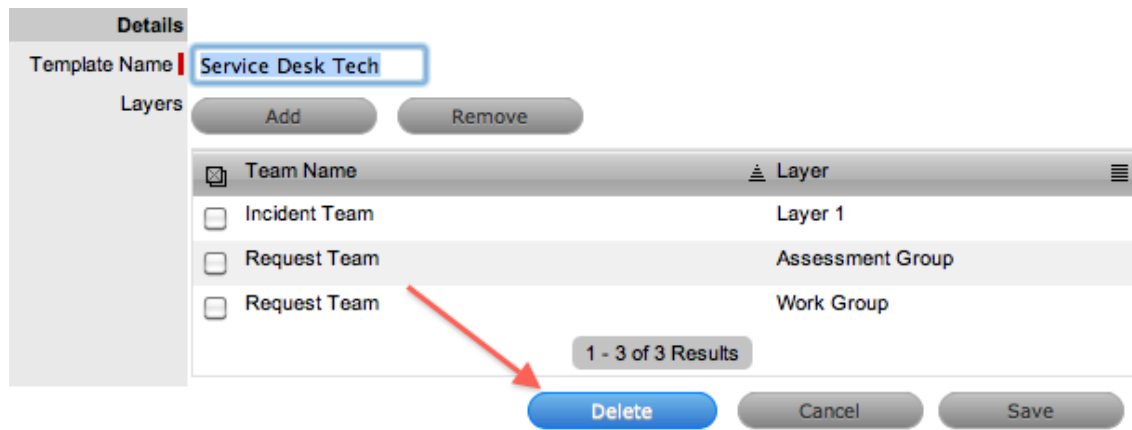 Details
Template Name Service Desk Tech
Layers Add Remove
Team Name Layer
Incident Team Layer 1
Request Team Assessment Group
Request Team Work Group
1 - 3 of 3 Results
Delete Cancel Save